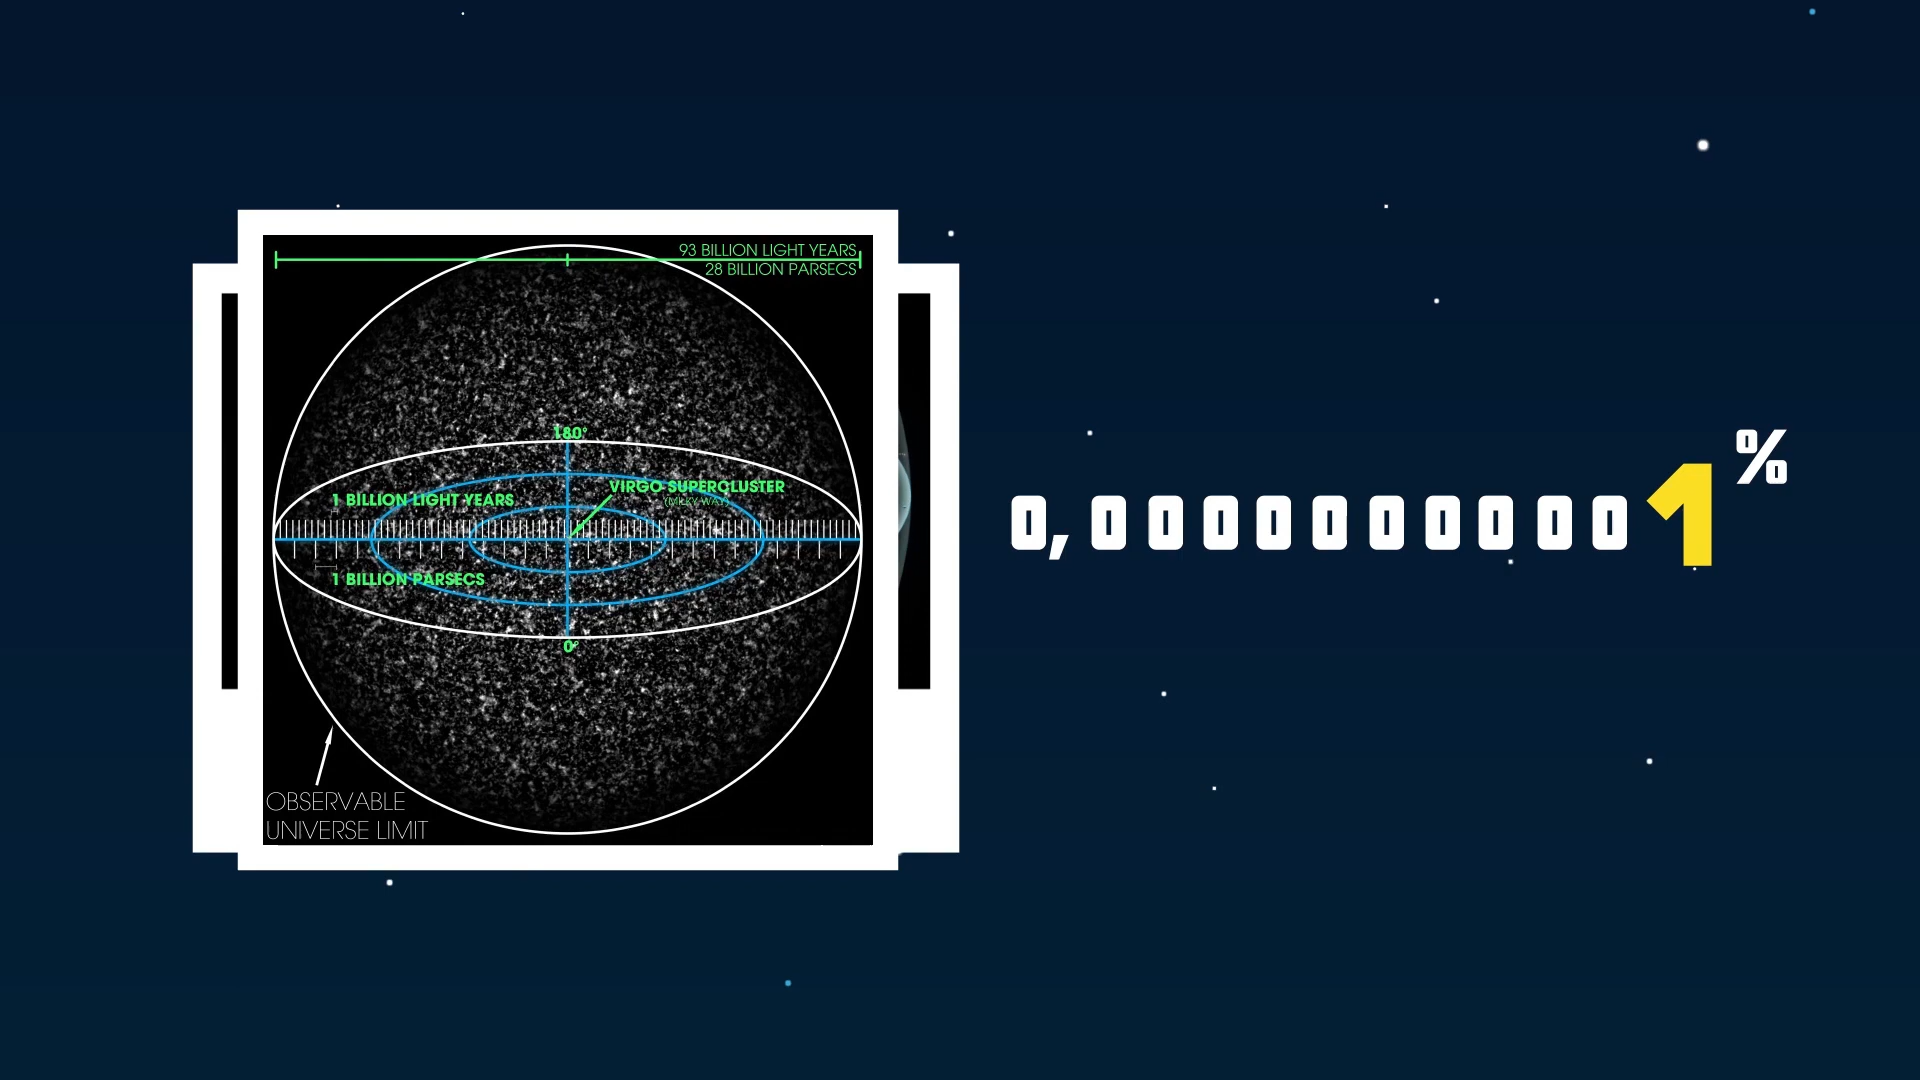 93 BILLION LIGHT YEARS
28 BILLION PARSECS
180°
1 BILLION LIGHT YEARS
VIRGO SUPERCLUSTER
(MILKY WAY)
1 BILLION PARSECS
0°
OBSERVABLE
UNIVERSE LIMIT
0,00000000001%